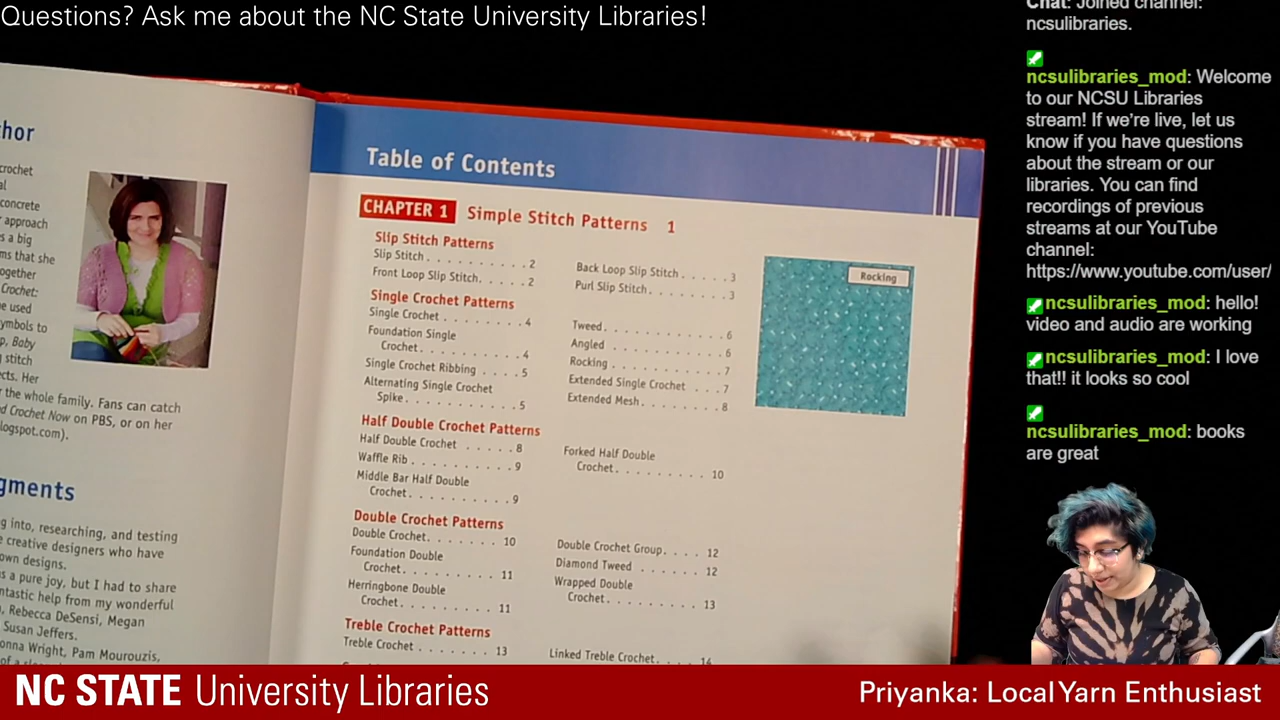 Questions? Ask me about the NC State University Libraries!
Chat: Joined channel:
ncsulibraries.
ncsulibraries_mod: Welcome
to our NCSU Libraries
stream! If we're live, let us
know if you have questions
about the stream or our
libraries. You can find
recordings of previous
streams at our YouTube
channel:
https://www.youtube.com/user/
ncsulibraries_mod: hello!
video and audio are working
ncsulibraries_mod: I love
that!! it looks so cool
ncsulibraries_mod: books
are great
thor
crochet
al
concrete
approach
s a big
ms that she
ogether
Crochet:
e used
ymbols to
p, Baby
g stitch
ects. Her
r the whole family. Fans can catch
d Crochet Now on PBS, or on her
logspot.com).
gments
g into, researching, and testing
e creative designers who have
own designs.
as a pure joy, but I had to share
ntastic help from my wonderful
, Rebecca DeSensi, Megan
Susan Jeffers.
onna Wright, Pam Mourouzis,
Table of Contents
CHAPTER 1 Simple Stitch Patterns 1
Slip Stitch Patterns
Slip Stitch . . . . . . . . . .2
Front Loop Slip Stitch. . . . .2
Back Loop Slip Stitch . . . . 3
Purl Slip Stitch. . . . . . . . 3
Rocking
Single Crochet Patterns
Single Crochet . . . . . . . . 4
Foundation Single
Crochet. . . . . . . . . . 4
Single Crochet Ribbing . . . . 5
Alternating Single Crochet
Spike. . . . . . . . . . . 5
Tweed. . . . . . . . . . . 6
Angled . . . . . . . . . . 6
Rocking . . . . . . . . . . 7
Extended Single Crochet . . . 7
Extended Mesh. . . . . . . . 8
Half Double Crochet Patterns
Half Double Crochet . . . . . 8
Waffle Rib . . . . . . . . . . 9
Middle Bar Half Double
Crochet. . . . . . . . . . 9
Forked Half Double
Crochet. . . . . . . . . 10
Double Crochet Patterns
Double Crochet. . . . . . . 10
Foundation Double
Crochet. . . . . . . . . 11
Herringbone Double
Crochet. . . . . . . . . 11
Double Crochet Group. . . . 12
Diamond Tweed . . . . . . 12
Wrapped Double
Crochet. . . . . . . . . 13
Treble Crochet Patterns
Treble Crochet . . . . . . . 13
Linked Treble Crochet. . . . 14
NC STATE University Libraries
Priyanka: Local Yarn Enthusiast